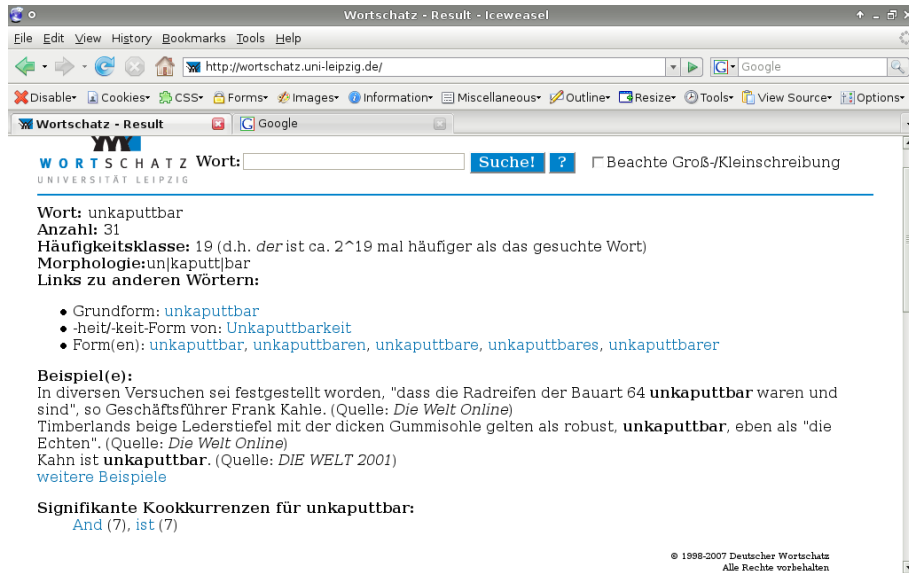 Wortschatz - Result - Iceweasel
File Edit View History Bookmarks Tools Help
http://wortschatz.uni-leipzig.de/ G Google
Disable Cookies CSS Forms Images Information Miscellaneous Outline Resize Tools View Source Options
Wortschatz - Result G Google
WORTSCHATZ Wort: Suche! ? Beachte Groß-/Kleinschreibung
UNIVERSITÄT LEIPZIG
Wort: unkaputtbar
Anzahl: 31
Häufigkeitsklasse: 19 (d.h. der ist ca. 2^19 mal häufiger als das gesuchte Wort)
Morphologie:un|kaputt|bar
Links zu anderen Wörtern:
• Grundform: unkaputtbar
• -heit/-keit-Form von: Unkaputtbarkeit
• Form(en): unkaputtbar, unkaputtbaren, unkaputtbare, unkaputtbares, unkaputtbarer
Beispiel(e):
In diversen Versuchen sei festgestellt worden, "dass die Radreifen der Bauart 64 unkaputtbar waren und
sind", so Geschäftsführer Frank Kahle. (Quelle: Die Welt Online)
Timberlands beige Lederstiefel mit der dicken Gummisohle gelten als robust, unkaputtbar, eben als "die
Echten". (Quelle: Die Welt Online)
Kahn ist unkaputtbar. (Quelle: DIE WELT 2001)
weitere Beispiele
Signifikante Kookkurrenzen für unkaputtbar:
And (7), ist (7)
© 1998-2007 Deutscher Wortschatz
Alle Rechte vorbehalten